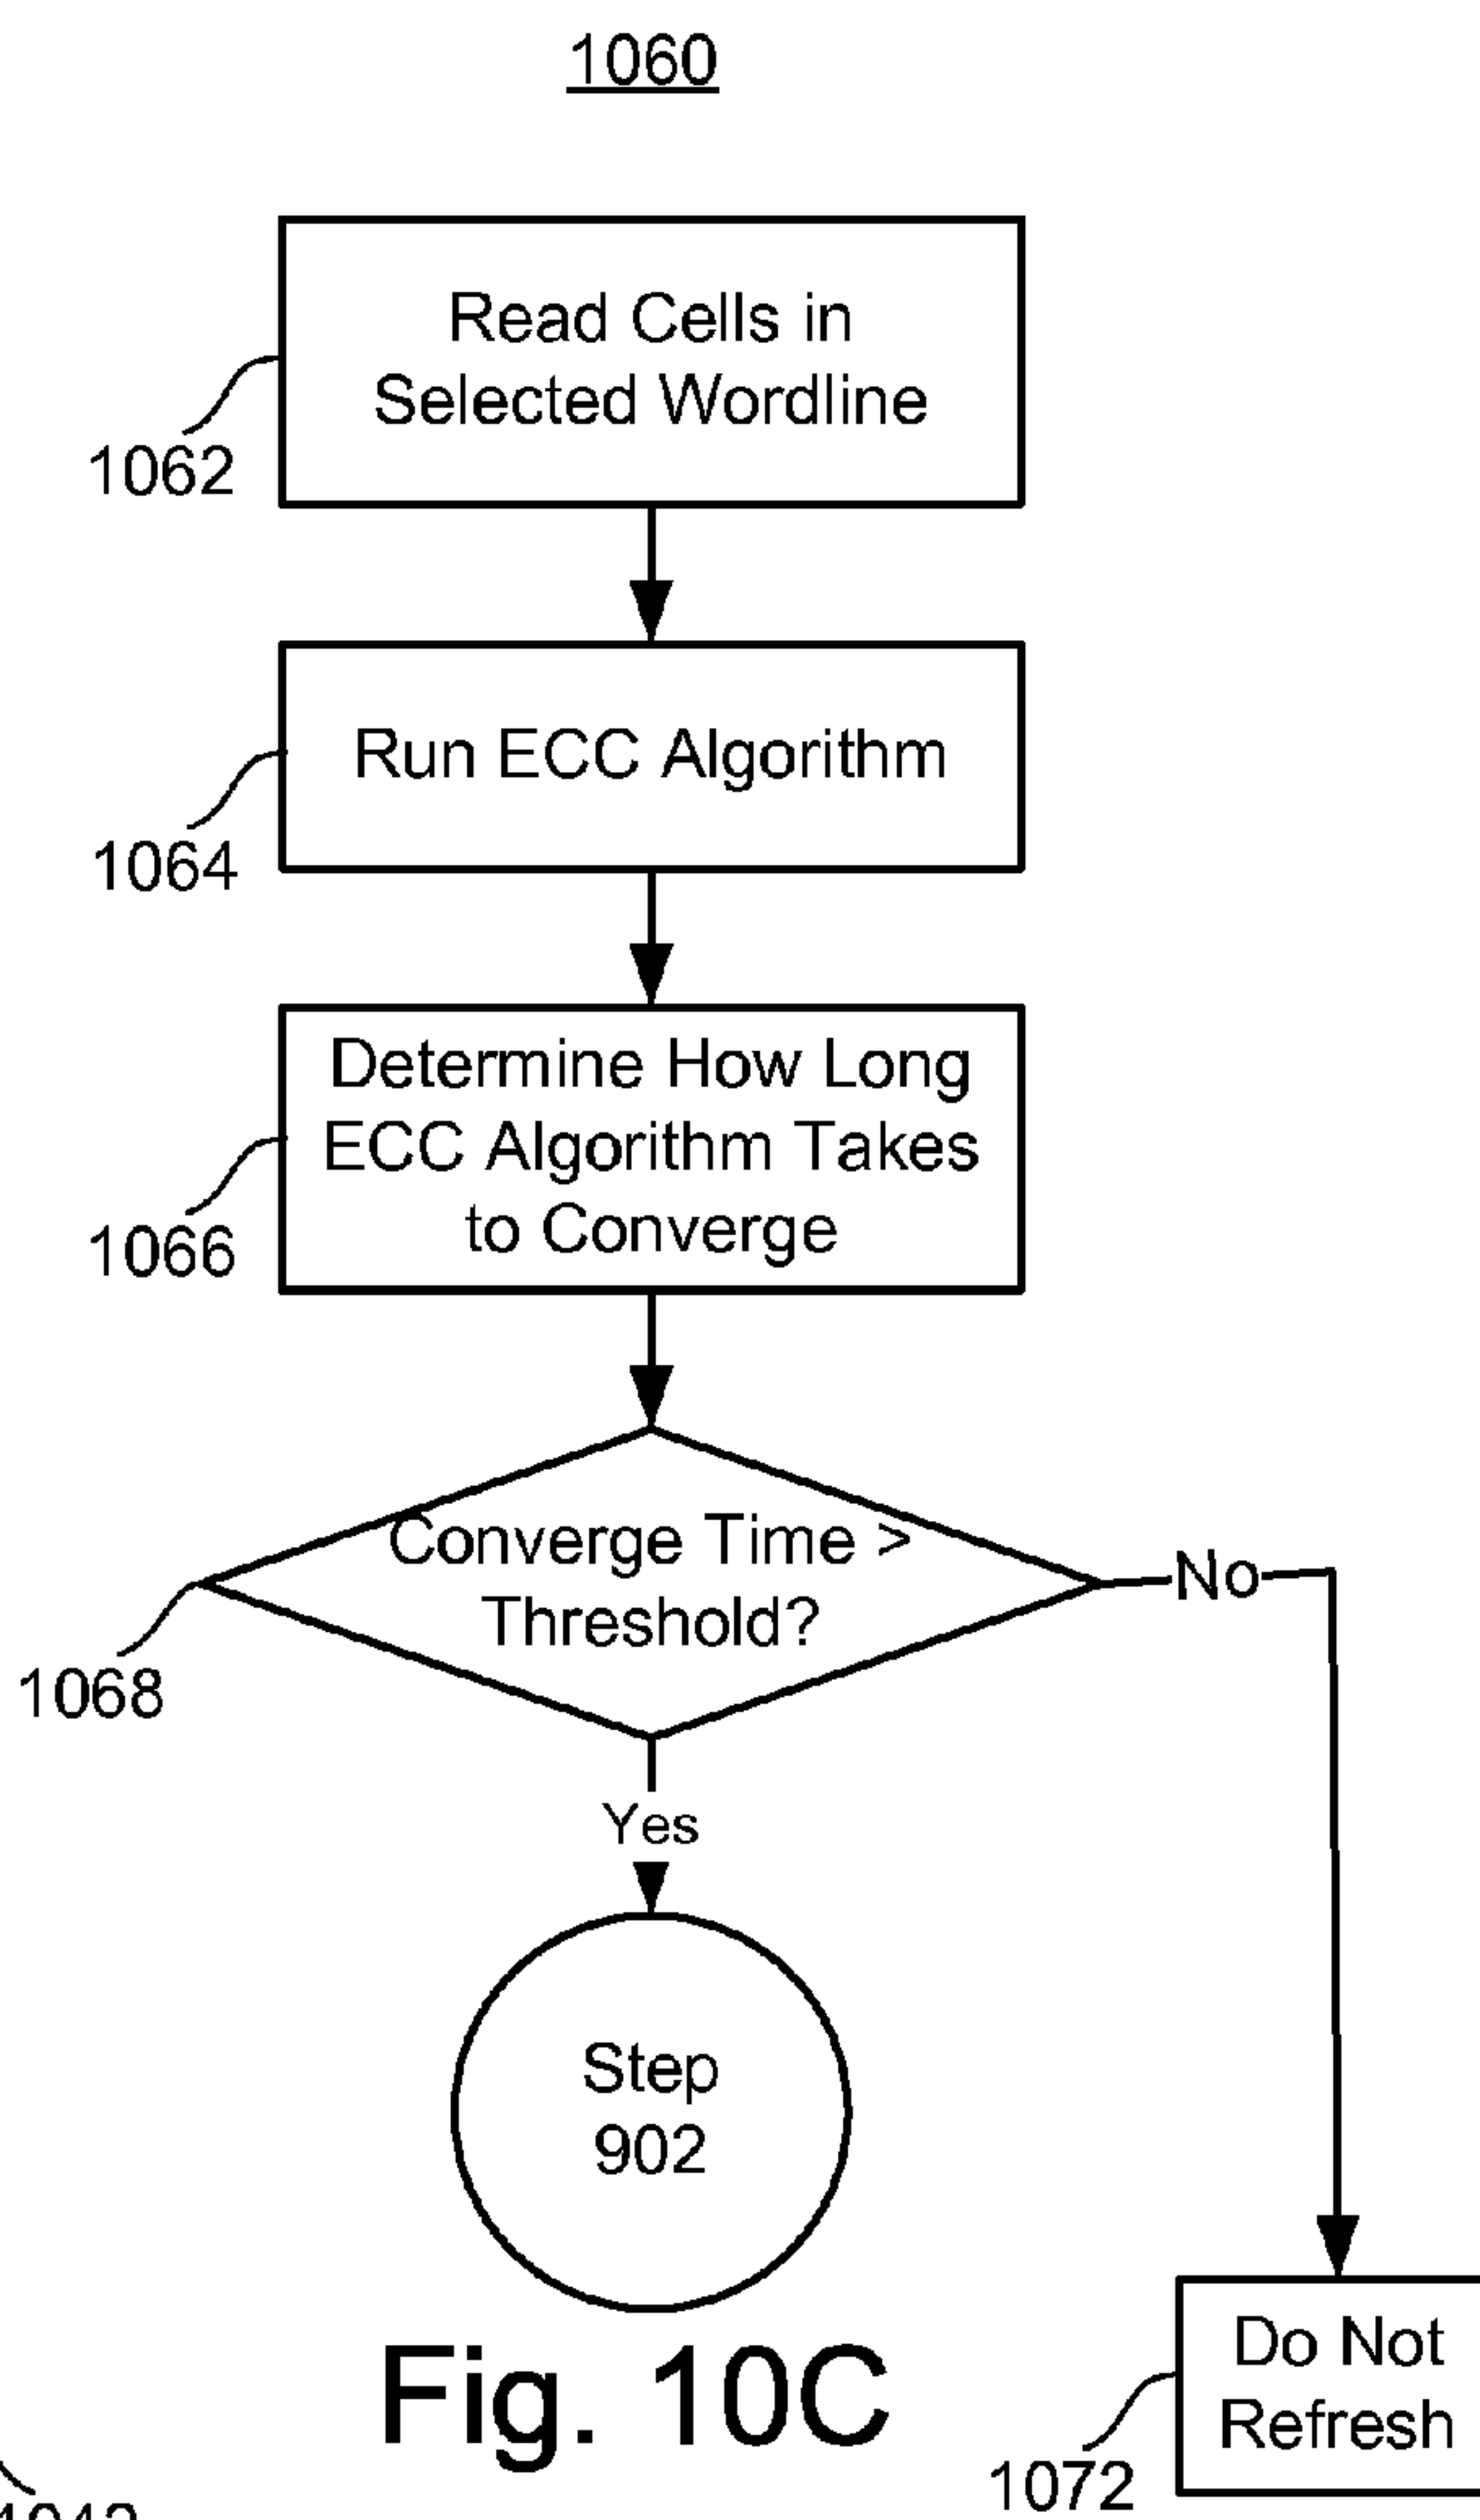 1060
Read Cells in
Selected Wordline
1062
Run ECC Algorithm
1064
Determine How Long
ECC Algorithm Takes
to Converge
1066
Converge Time >
Threshold?
No
1068
Yes
Step
902
Do Not
Refresh
Fig. 10C
1072